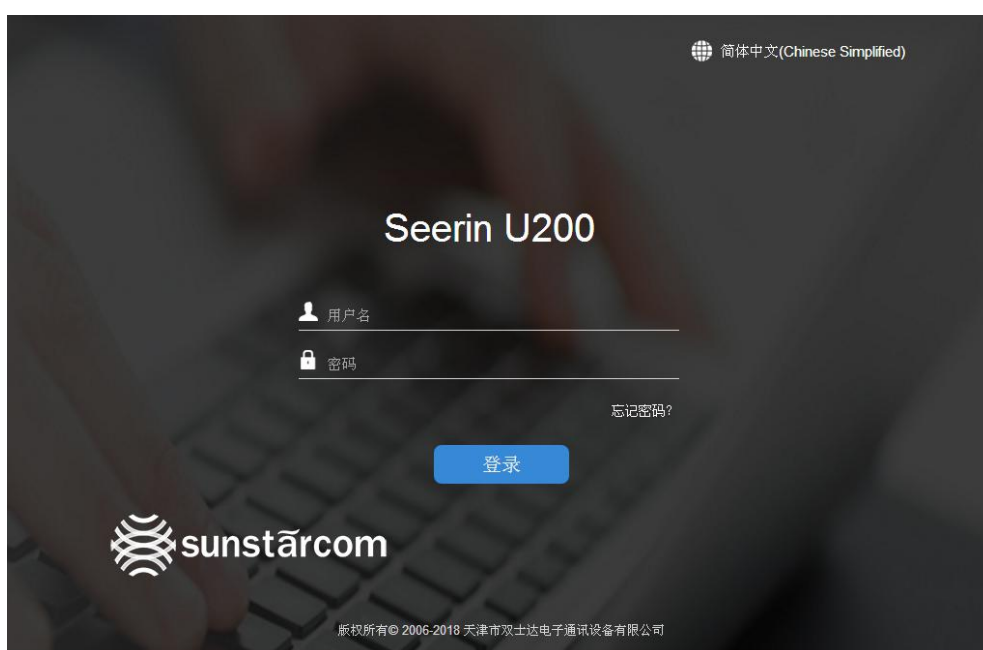 简体中文(Chinese Simplified)
Seerin U200
用户名
密码
忘记密码?
登录
sunstãrcom
版权所有© 2006-2018 天津市双士达电子通讯设备有限公司